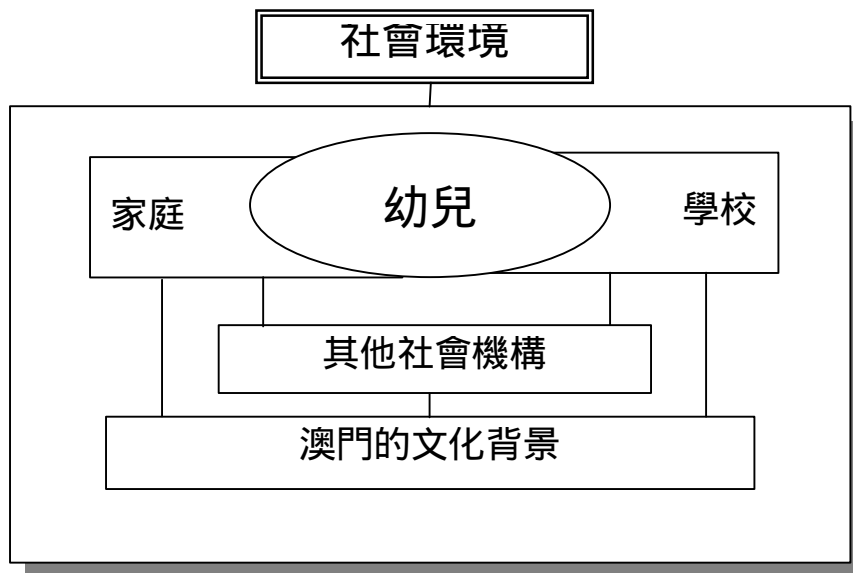 社會環境
家庭
幼兒
學校
其他社會機構
澳門的文化背景